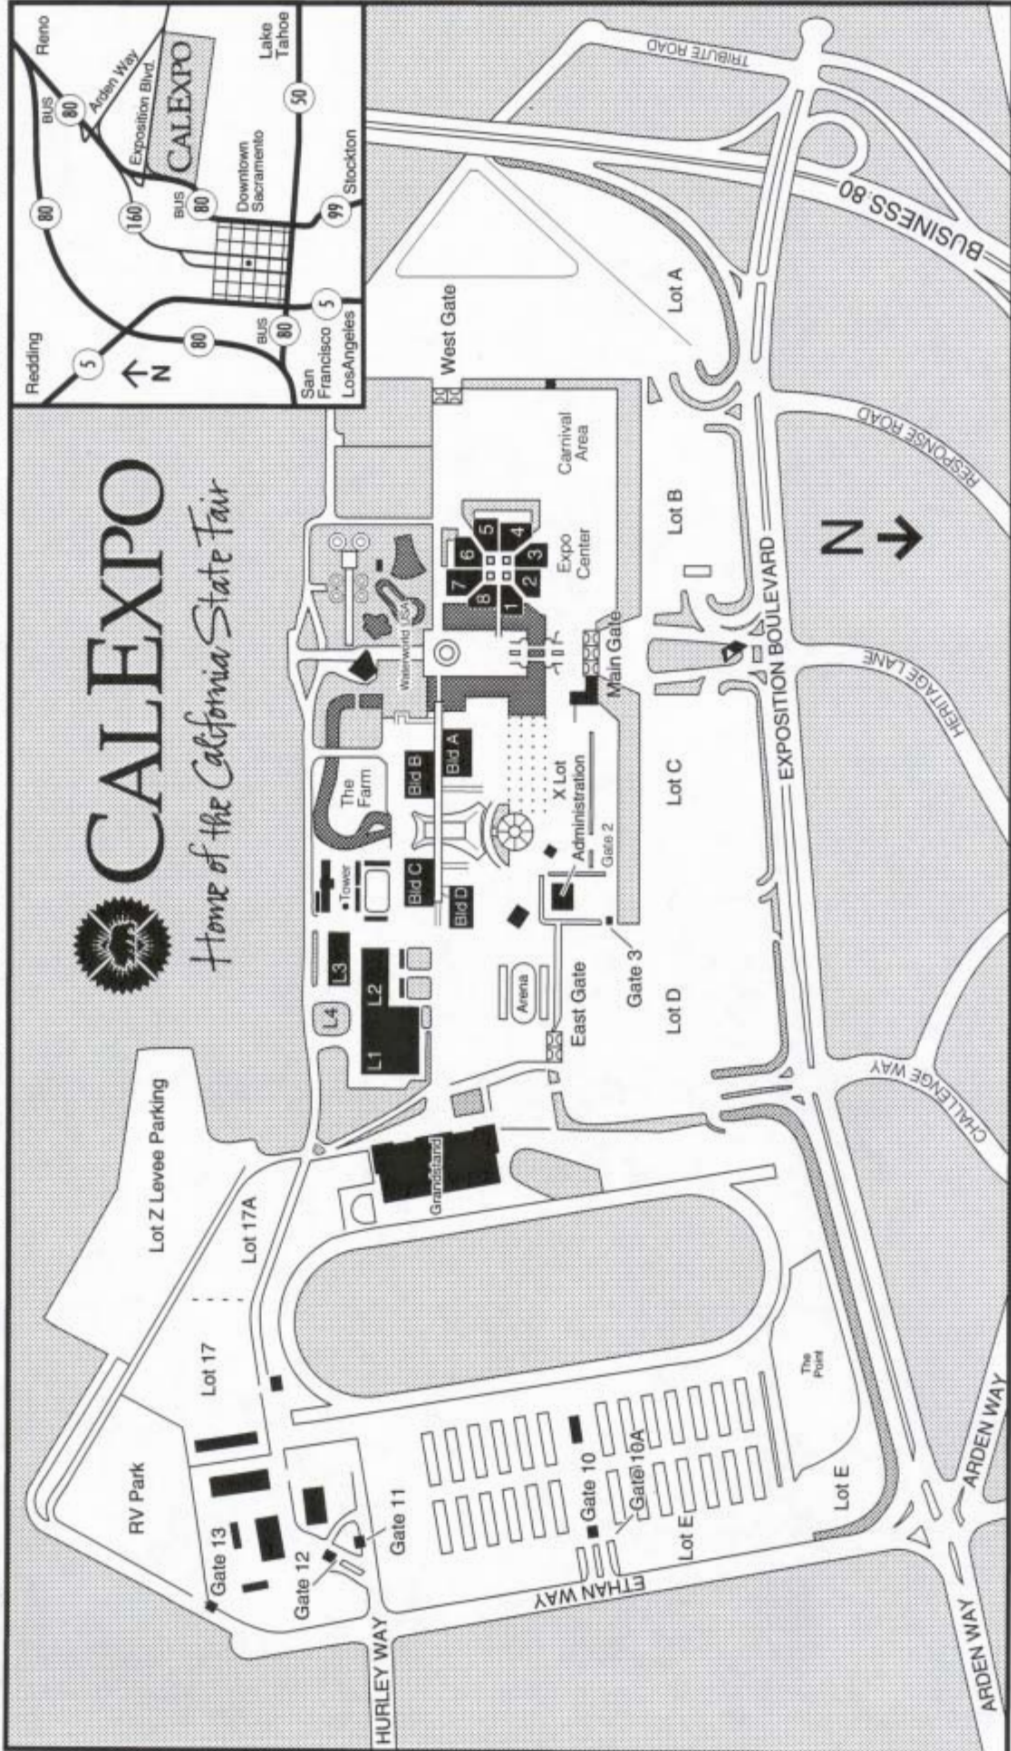 CALEXPO
Home of the California State Fair
Reno
Lake
Tahoe
BUS
80
Arden Way
Exposition Blvd.
CALEXPO
50
80
160
BUS
80
Downtown
Sacramento
99
Stockton
Redding
5
80
BUS
80
5
N
San
Francisco
LosAngeles
RV Park
Lot 17
Lot 17A
Lot Z Levee Parking
Gate 13
Gate 12
Gate 11
HURLEY WAY
ETHAN WAY
Gate 10
Gate 10A
Lot E
Lot E
The
Point
ARDEN WAY
ARDEN WAY
Grandstand
L1
L2
L3
L4
Tower
The
Farm
Waterworld USA
Bld A
Bld B
Bld C
Bld D
Arena
East Gate
Gate 3
Gate 2
Administration
X Lot
Main Gate
1
2
3
4
5
6
7
8
Expo
Center
Carnival
Area
West Gate
Lot A
Lot B
Lot C
Lot D
N
EXPOSITION BOULEVARD
CHALLENGE WAY
HERITAGE LANE
RESPONSE ROAD
BUSINESS 80
TRIBUTE ROAD